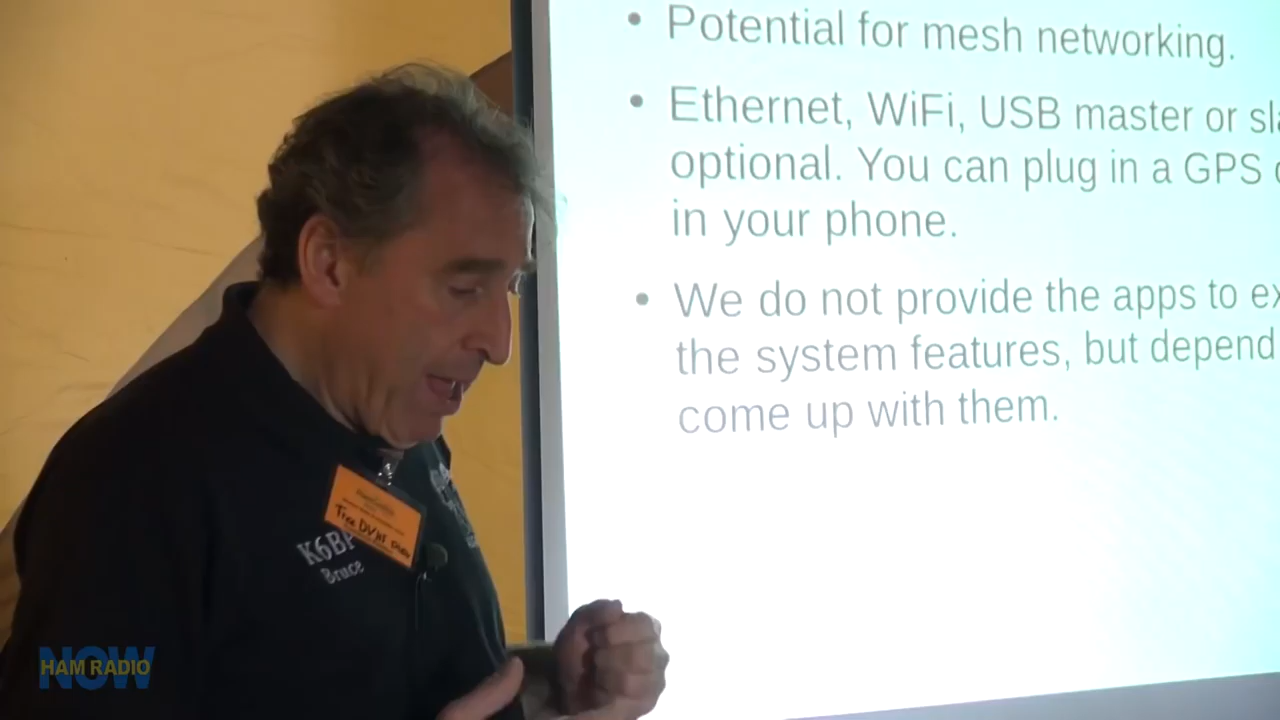 • Potential for mesh networking.
• Ethernet, WiFi, USB master or
optional. You can plug in a GPS
in your phone.
• We do not provide the apps to
the system features, but depend
come up with them.
K6BP
Bruce
HAM RADIO
NOW